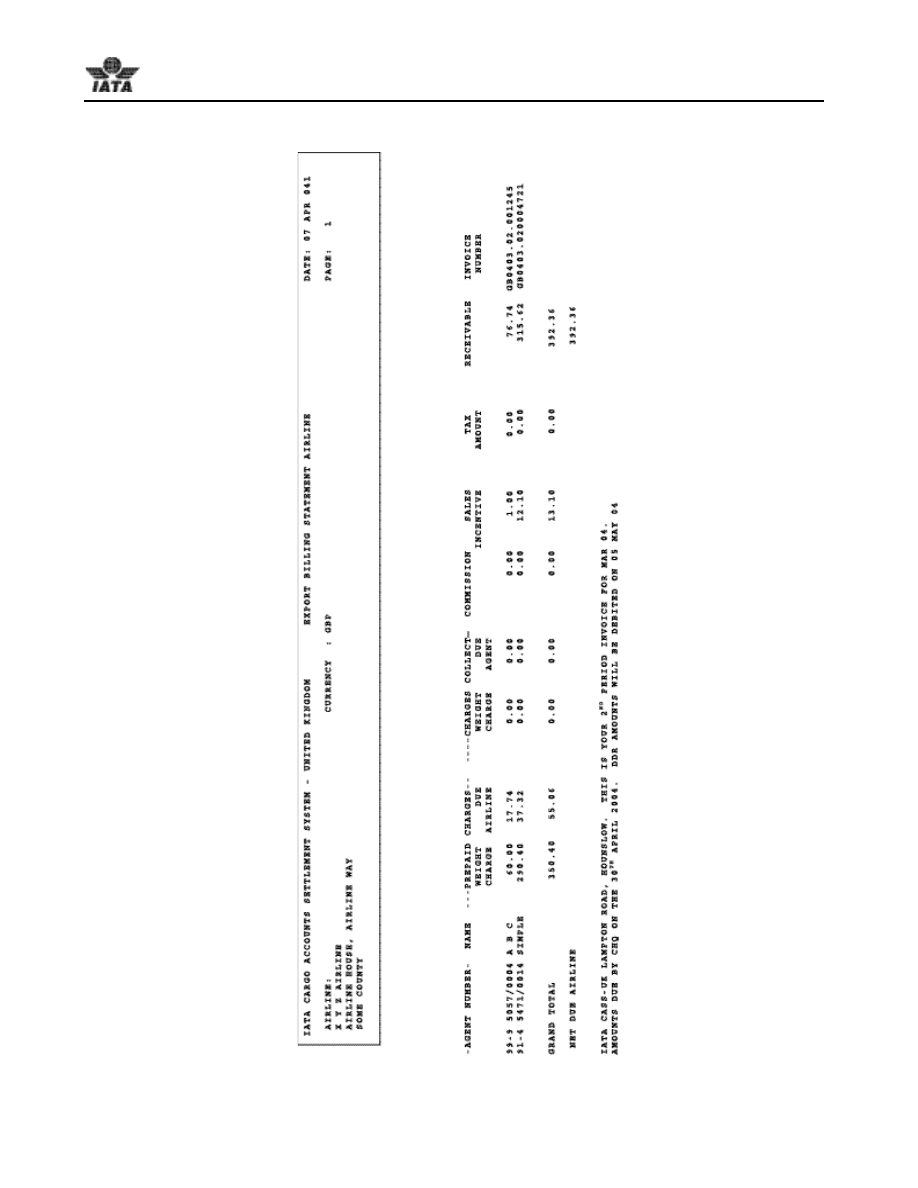 IATA
IATA CARGO ACCOUNTS SETTLEMENT SYSTEM - UNITED KINGDOM EXPORT BILLING STATEMENT AIRLINE DATE: 07 APR 041
AIRLINE: CURRENCY : GBP PAGE: 1
X Y Z AIRLINE
AIRLINE HOUSE, AIRLINE WAY
SOME COUNTY
-AGENT NUMBER- NAME ---PREPAID CHARGES-- ----CHARGES COLLECT- COMMISSION SALES TAX RECEIVABLE INVOICE
WEIGHT DUE WEIGHT DUE INCENTIVE AMOUNT NUMBER
CHARGE AIRLINE CHARGE AGENT
99-9 5057/0004 A B C 60.00 17.74 0.00 0.00 0.00 1.00 0.00 76.74 GB0403.02.001245
91-4 5471/0014 SIMPLE 290.40 37.32 0.00 0.00 0.00 12.10 0.00 315.62 GB0403.020004721
GRAND TOTAL 350.40 55.06 0.00 0.00 0.00 13.10 0.00 392.36
NET DUE AIRLINE 392.36
IATA CASS-UK LAMPTON ROAD, HOUNSLOW. THIS IS YOUR 2ND PERIOD INVOICE FOR MAR 04.
AMOUNTS DUE BY CHQ ON THE 30TH APRIL 2004. DDR AMOUNTS WILL BE DEBITED ON 05 MAY 04